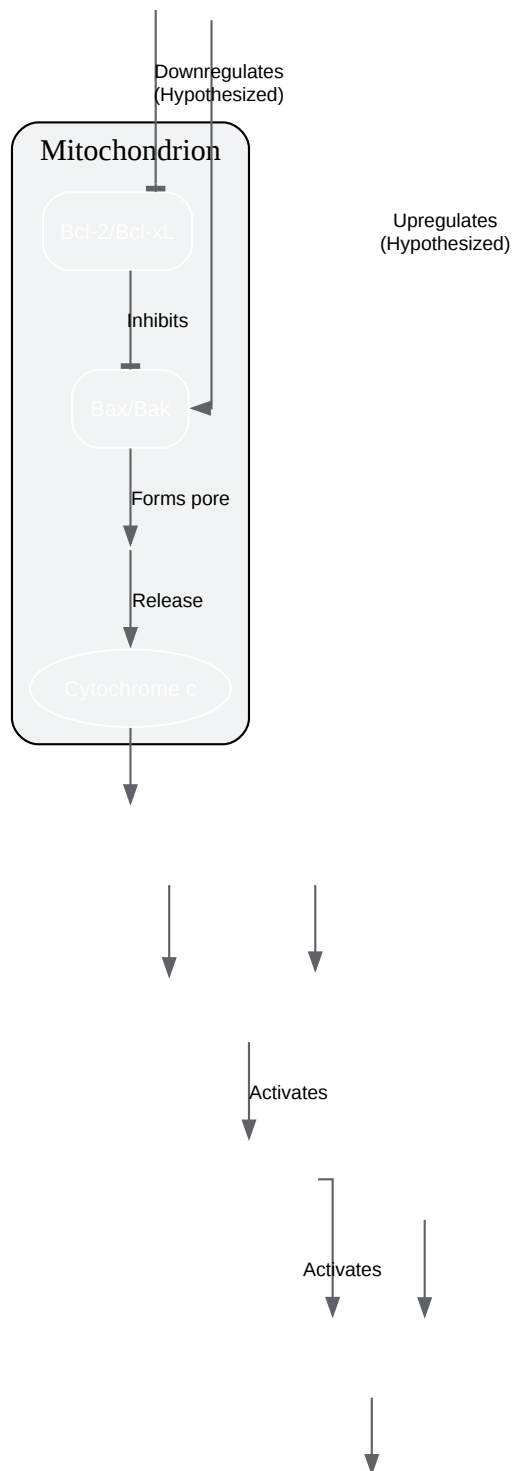 Downregulates
(Hypothesized)
Mitochondrion
Upregulates
(Hypothesized)
Bcl-2/Bcl-xL
Inhibits
Bax/Bak
Forms pore
Release
Cytochrome c
Activates
Activates